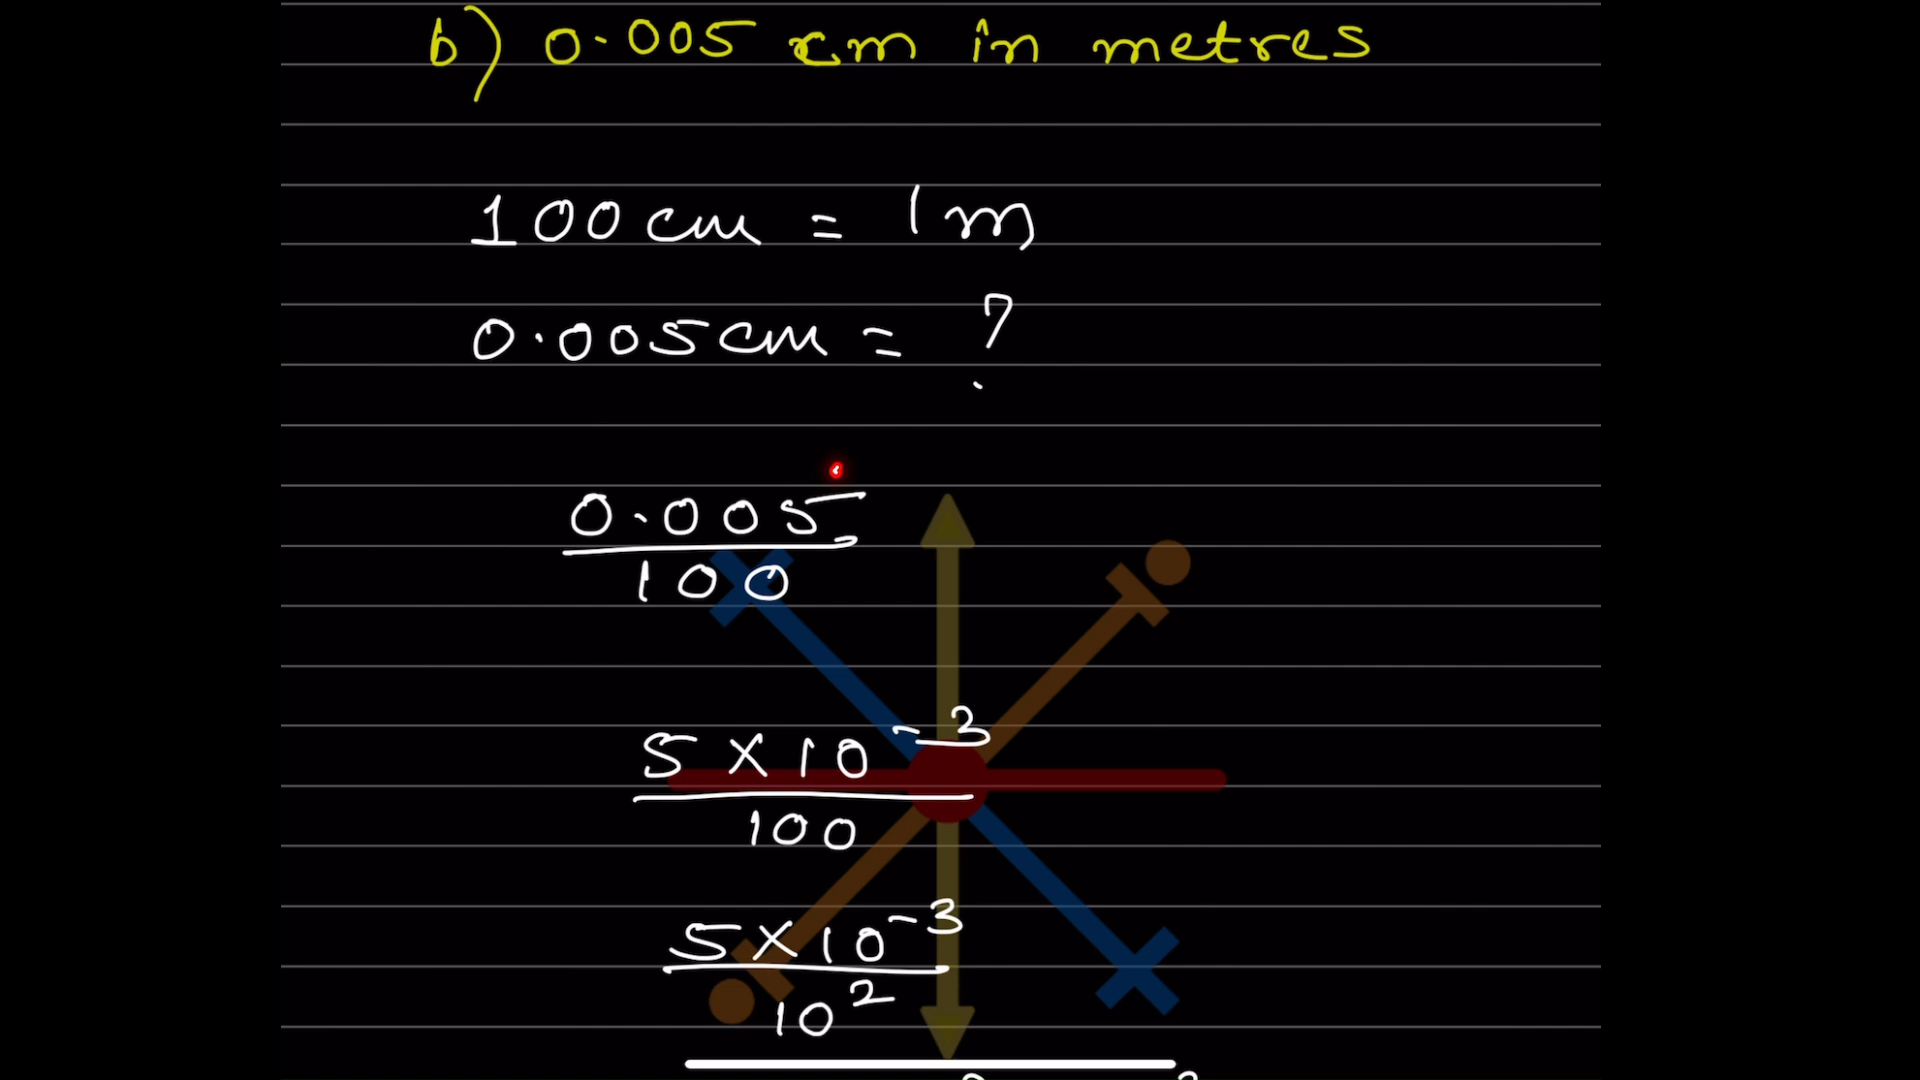 b) 0.005 cm in metres
100 cm = 1 m
0.005 cm = ?
0.005
100
5 × 10⁻³
100
5 × 10⁻³
10²